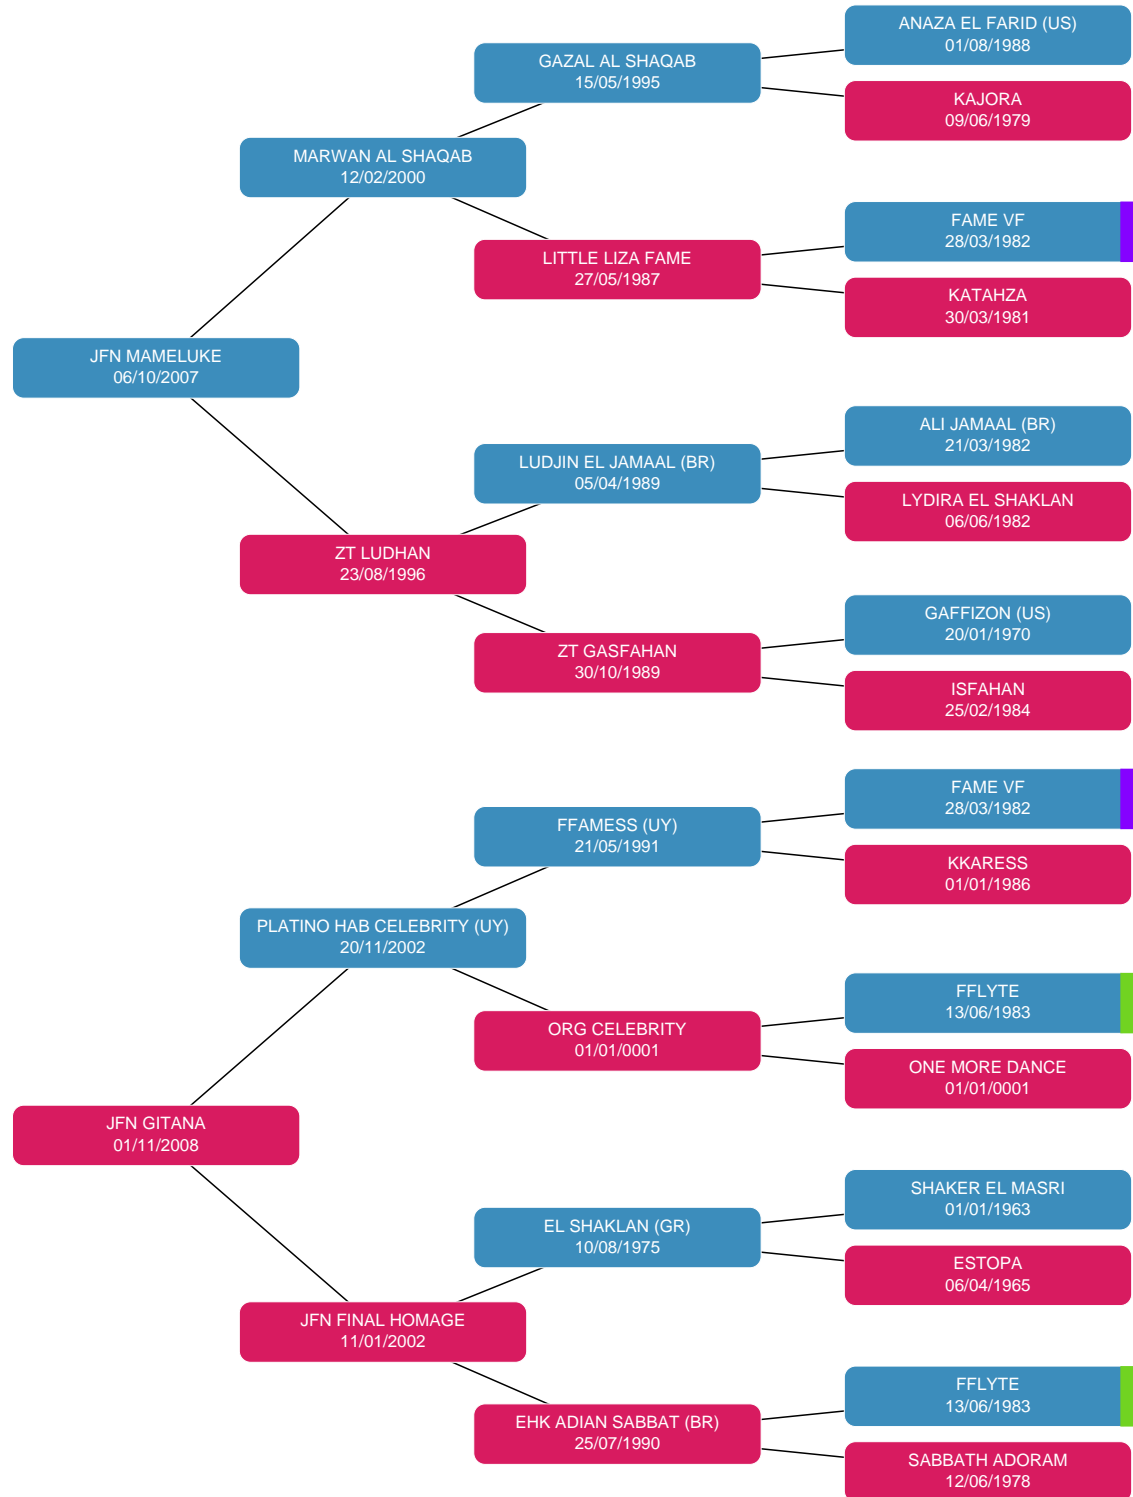 ANAZA EL FARID (US)
01/08/1988
GAZAL AL SHAQAB
15/05/1995
KAJORA
09/06/1979
MARWAN AL SHAQAB
12/02/2000
FAME VF
28/03/1982
LITTLE LIZA FAME
27/05/1987
KATAHZA
30/03/1981
JFN MAMELUKE
06/10/2007
ALI JAMAAL (BR)
21/03/1982
LUDJIN EL JAMAAL (BR)
05/04/1989
LYDIRA EL SHAKLAN
06/06/1982
ZT LUDHAN
23/08/1996
GAFFIZON (US)
20/01/1970
ZT GASFAHAN
30/10/1989
ISFAHAN
25/02/1984
FAME VF
28/03/1982
FFAMESS (UY)
21/05/1991
KKARESS
01/01/1986
PLATINO HAB CELEBRITY (UY)
20/11/2002
FFLYTE
13/06/1983
ORG CELEBRITY
01/01/0001
ONE MORE DANCE
01/01/0001
JFN GITANA
01/11/2008
SHAKER EL MASRI
01/01/1963
EL SHAKLAN (GR)
10/08/1975
ESTOPA
06/04/1965
JFN FINAL HOMAGE
11/01/2002
FFLYTE
13/06/1983
EHK ADIAN SABBAT (BR)
25/07/1990
SABBATH ADORAM
12/06/1978